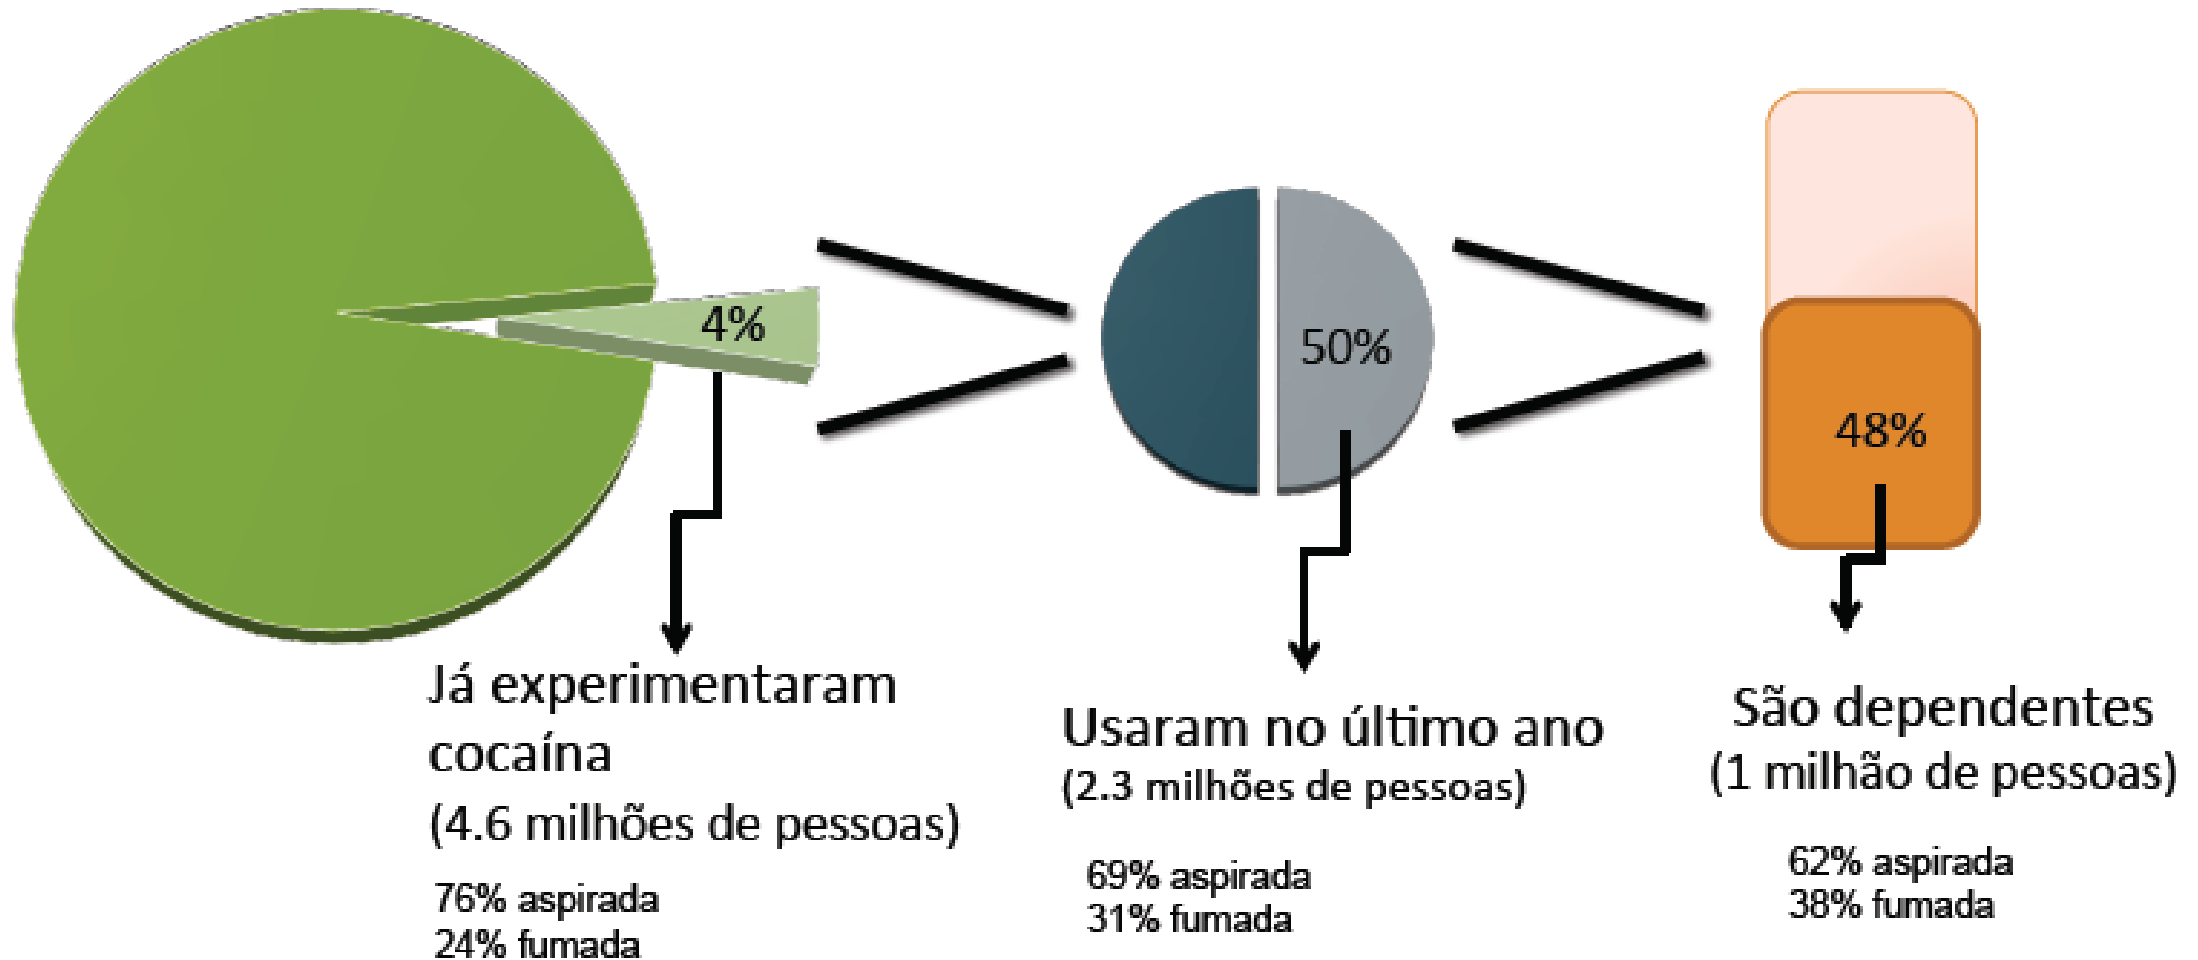 4%
50%
48%
Já experimentaram
cocaína
(4.6 milhões de pessoas)
76% aspirada
24% fumada
Usaram no último ano
(2.3 milhões de pessoas)
69% aspirada
31% fumada
São dependentes
(1 milhão de pessoas)
62% aspirada
38% fumada